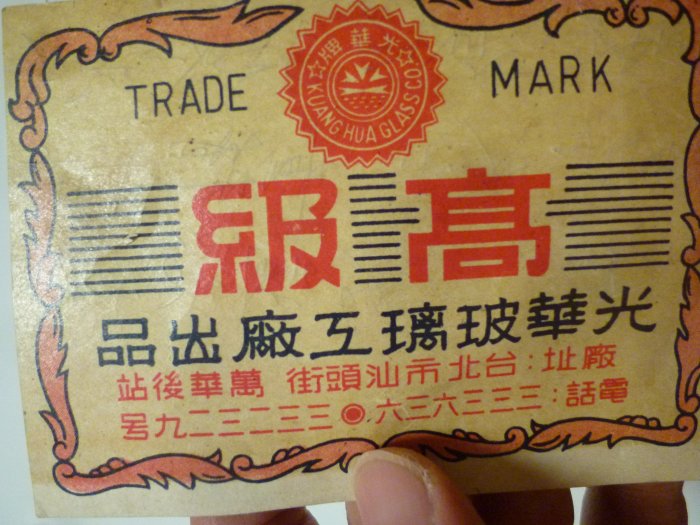 光華牌
KUANG HUA GLASS CO.
TRADE MARK
高級
光華玻璃工廠出品
廠址:台北市汕頭街 萬華後站
電話:三三三六三六◉三三二三二九号